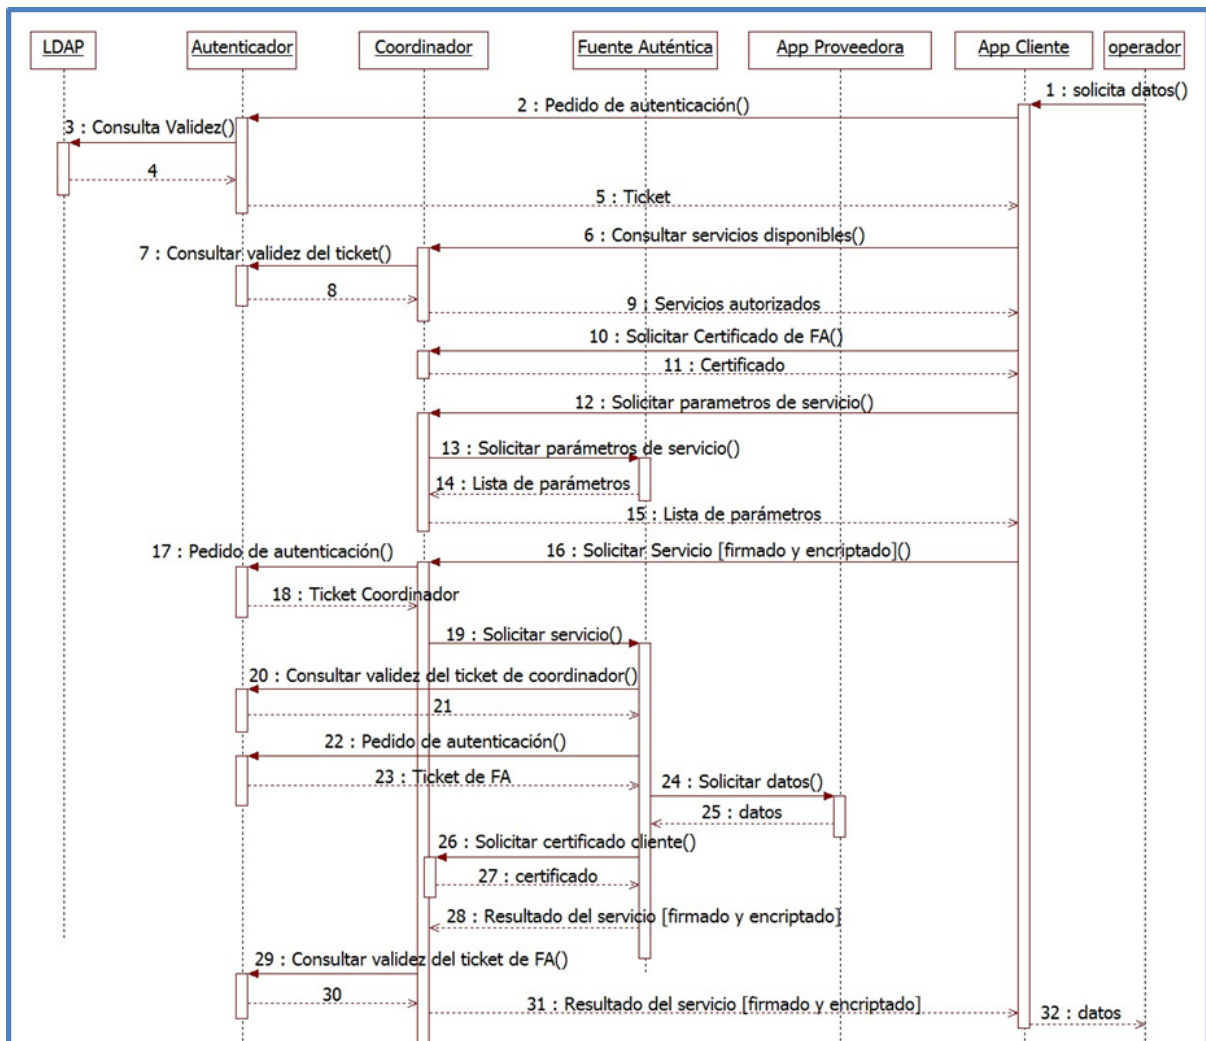 LDAP
Autenticador
Coordinador
Fuente Auténtica
App Proveedora
App Cliente
operador
1 : solicita datos()
2 : Pedido de autenticación()
3 : Consulta Validez()
4
5 : Ticket
6 : Consultar servicios disponibles()
7 : Consultar validez del ticket()
8
9 : Servicios autorizados
10 : Solicitar Certificado de FA()
11 : Certificado
12 : Solicitar parametros de servicio()
13 : Solicitar parámetros de servicio()
14 : Lista de parámetros
15 : Lista de parámetros
16 : Solicitar Servicio [firmado y encriptado]()
17 : Pedido de autenticación()
18 : Ticket Coordinador
19 : Solicitar servicio()
20 : Consultar validez del ticket de coordinador()
21
22 : Pedido de autenticación()
23 : Ticket de FA
24 : Solicitar datos()
25 : datos
26 : Solicitar certificado cliente()
27 : certificado
28 : Resultado del servicio [firmado y encriptado]
29 : Consultar validez del ticket de FA()
30
31 : Resultado del servicio [firmado y encriptado]
32 : datos